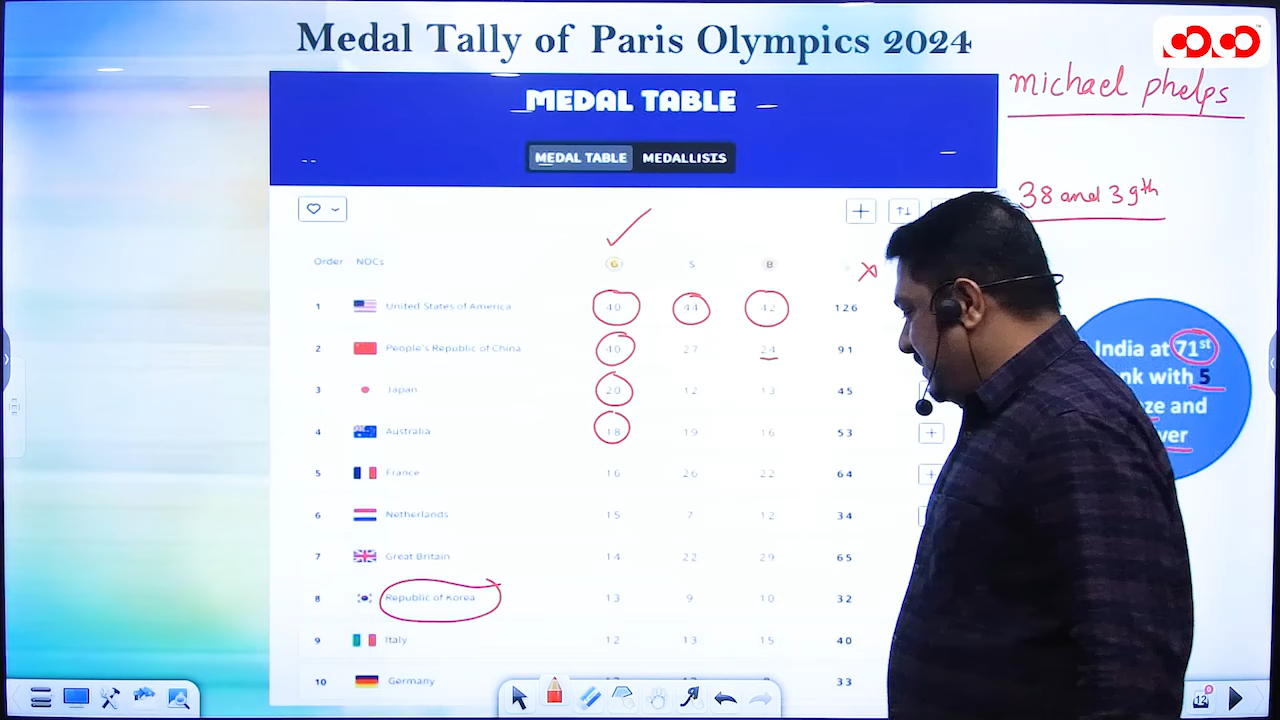 Medal Tally of Paris Olympics 2024
michael phelps
MEDAL TABLE
MEDAL TABLE MEDALLISTS
38 and 39th
Order NOCs G S B
1 United States of America 40 44 42 126
2 People's Republic of China 40 27 24 91
3 Japan 20 12 13 45
4 Australia 18 19 16 53
5 France 16 26 22 64
6 Netherlands 15 7 12 34
7 Great Britain 14 22 29 65
8 Republic of Korea 13 9 10 32
9 Italy 12 13 15 40
10 Germany 33
India at 71st
with 5
and
12